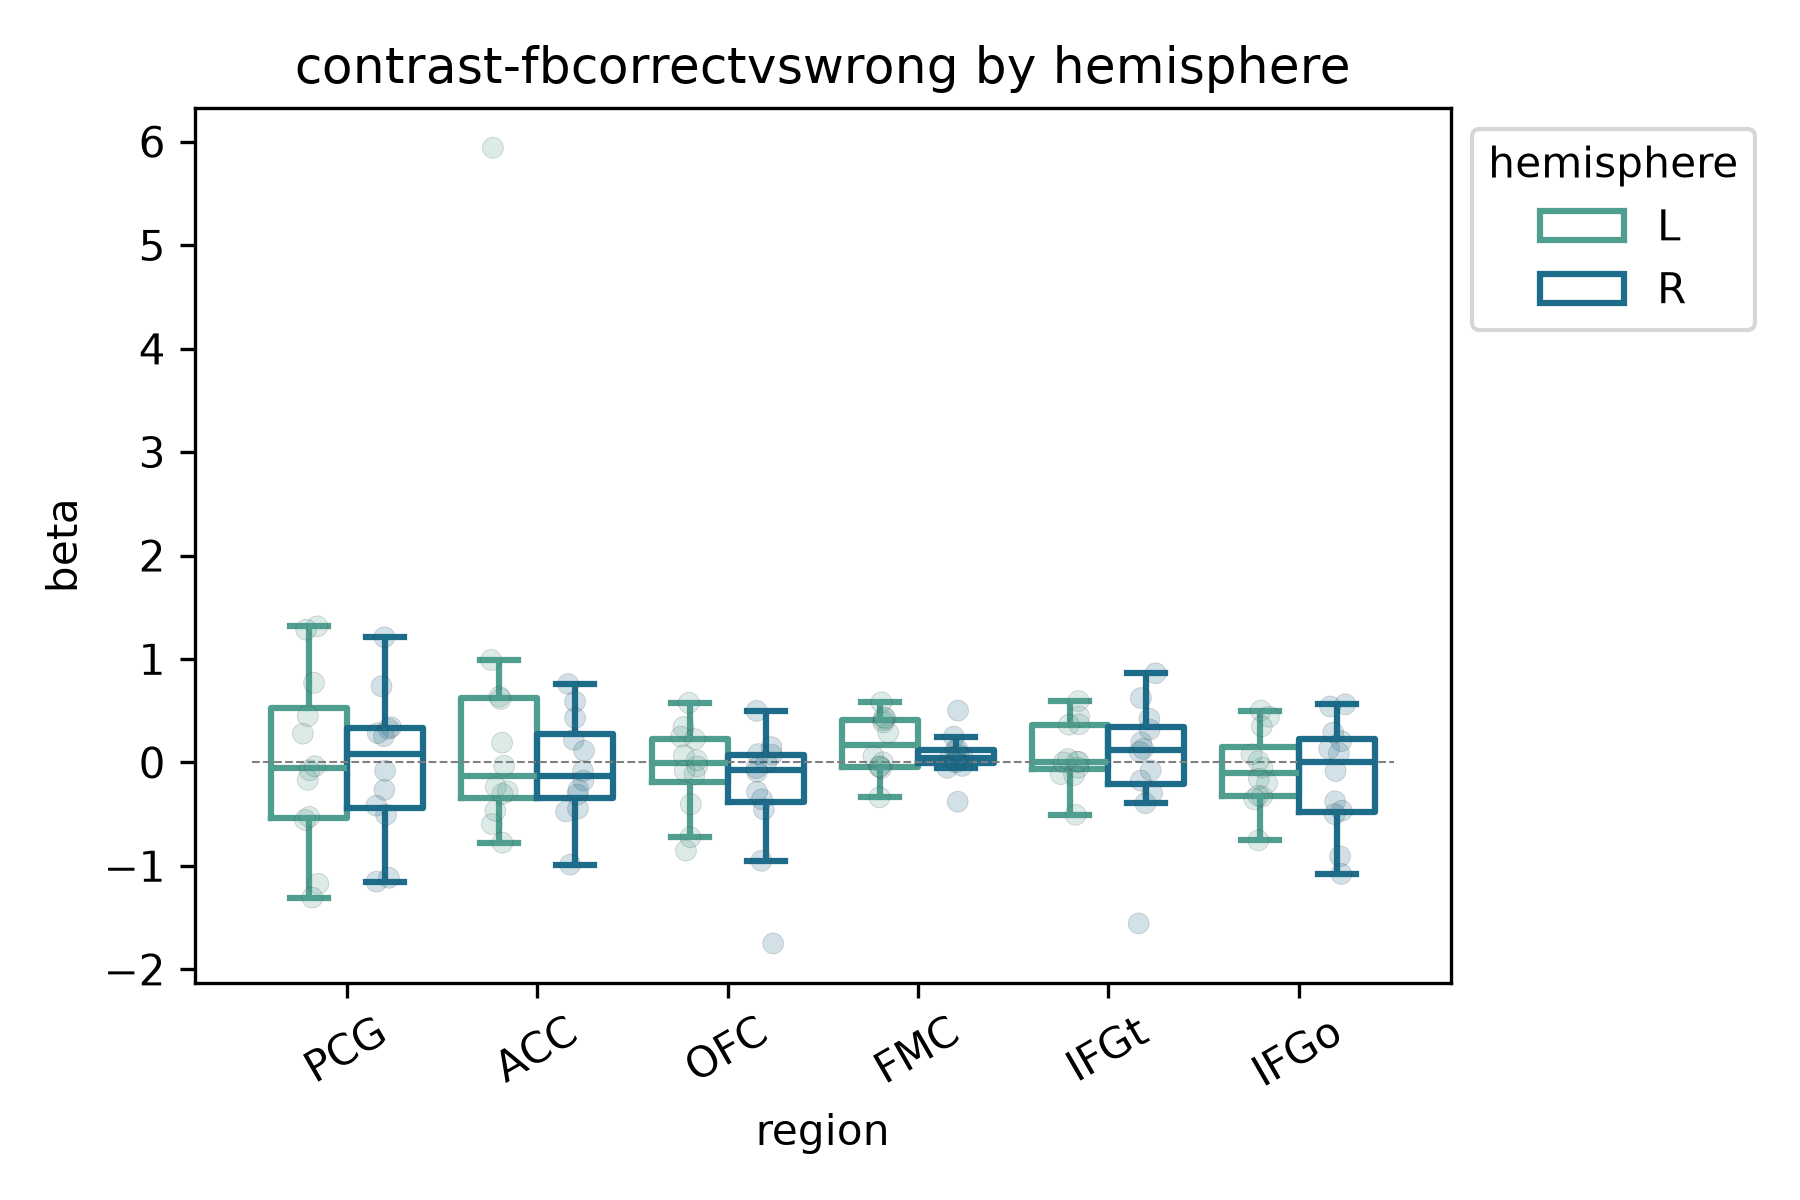 contrast-fbcorrectvswrong by hemisphere
hemisphere
L
R
6
5
4
3
2
1
0
−1
−2
beta
PCG
ACC
OFC
FMC
IFGt
IFGo
region